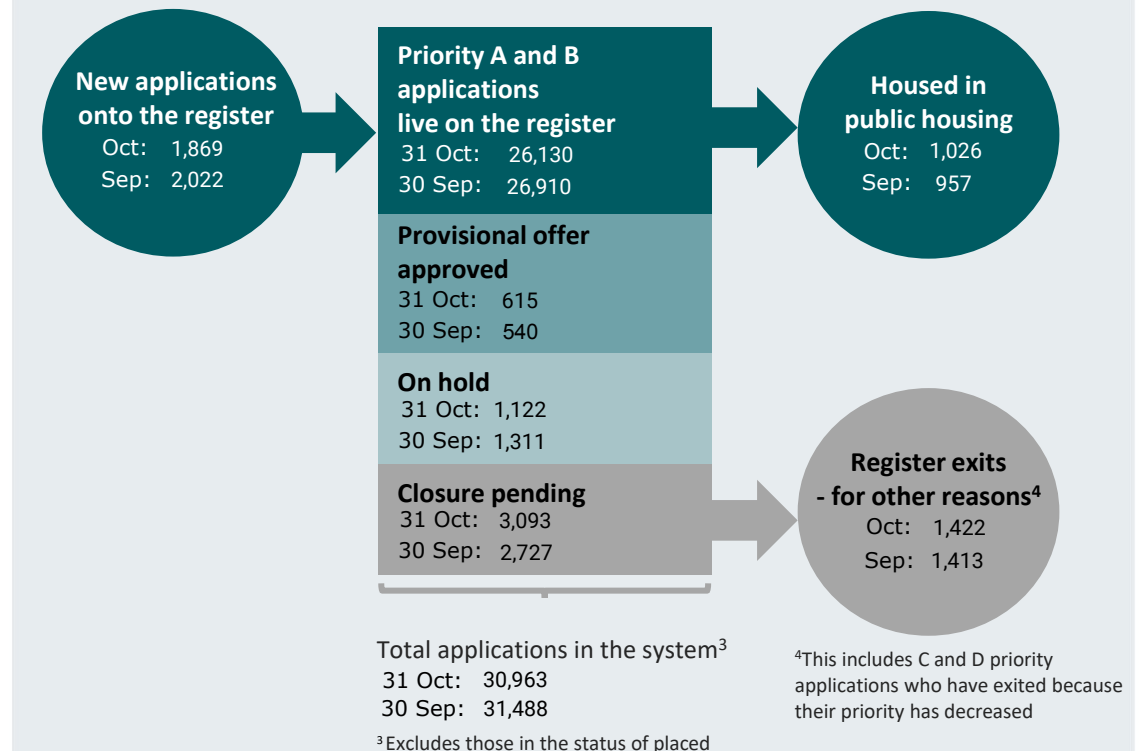 New applications
onto the register
Oct: 1,869
Sep: 2,022
Priority A and B
applications
live on the register
31 Oct: 26,130
30 Sep: 26,910
Provisional offer
approved
31 Oct: 615
30 Sep: 540
On hold
31 Oct: 1,122
30 Sep: 1,311
Closure pending
31 Oct: 3,093
30 Sep: 2,727
Total applications in the system³
31 Oct: 30,963
30 Sep: 31,488
³ Excludes those in the status of placed
Housed in
public housing
Oct: 1,026
Sep: 957
Register exits
- for other reasons⁴
Oct: 1,422
Sep: 1,413
⁴This includes C and D priority
applications who have exited because
their priority has decreased